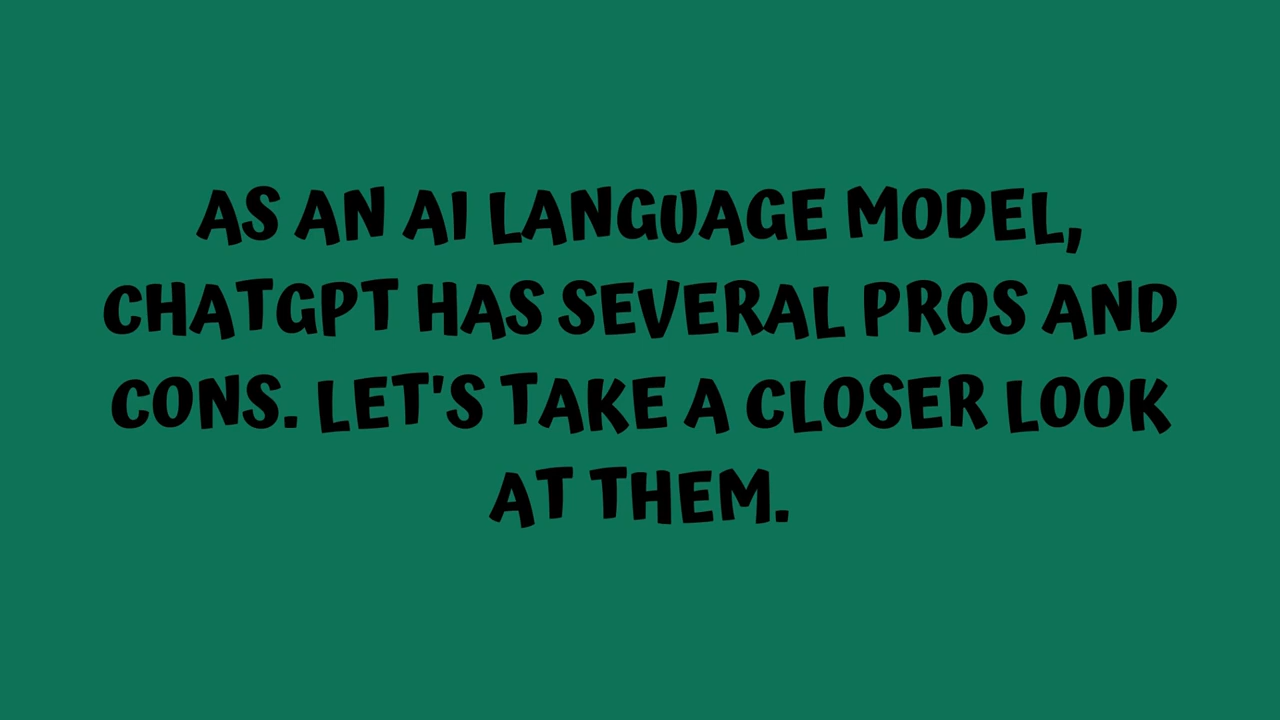 AS AN AI LANGUAGE MODEL,
CHATGPT HAS SEVERAL PROS AND
CONS. LET'S TAKE A CLOSER LOOK
AT THEM.